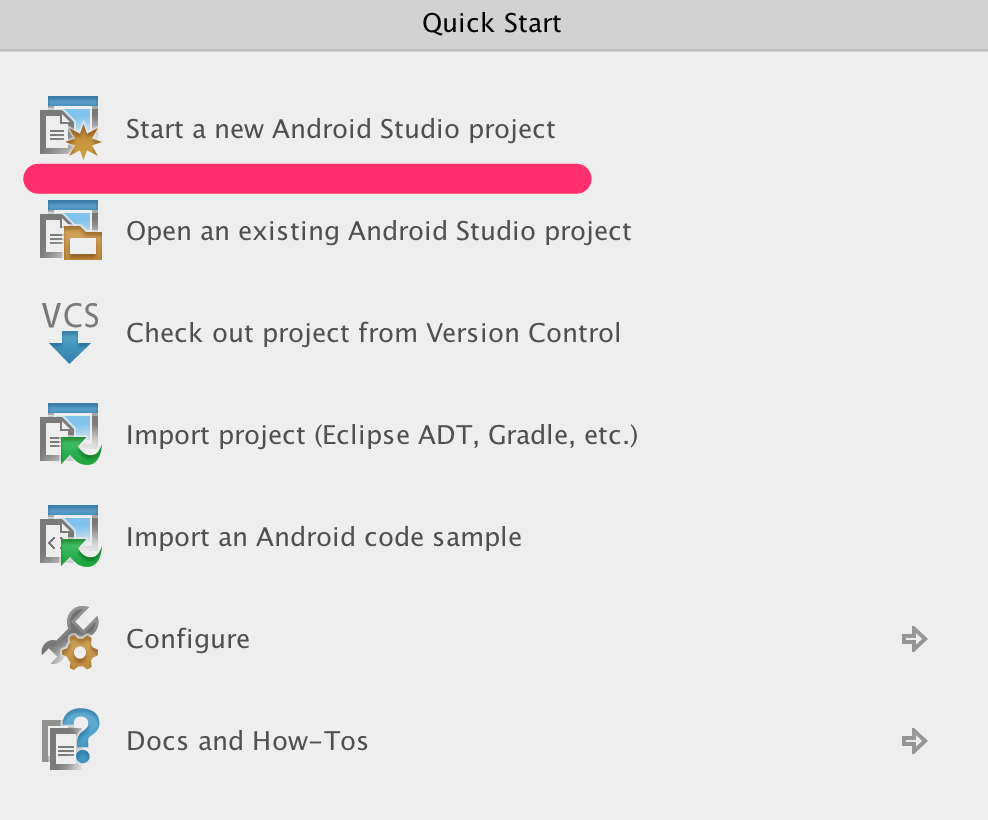 Quick Start
Start a new Android Studio project
Open an existing Android Studio project
VCS
Check out project from Version Control
Import project (Eclipse ADT, Gradle, etc.)
Import an Android code sample
Configure
Docs and How-Tos